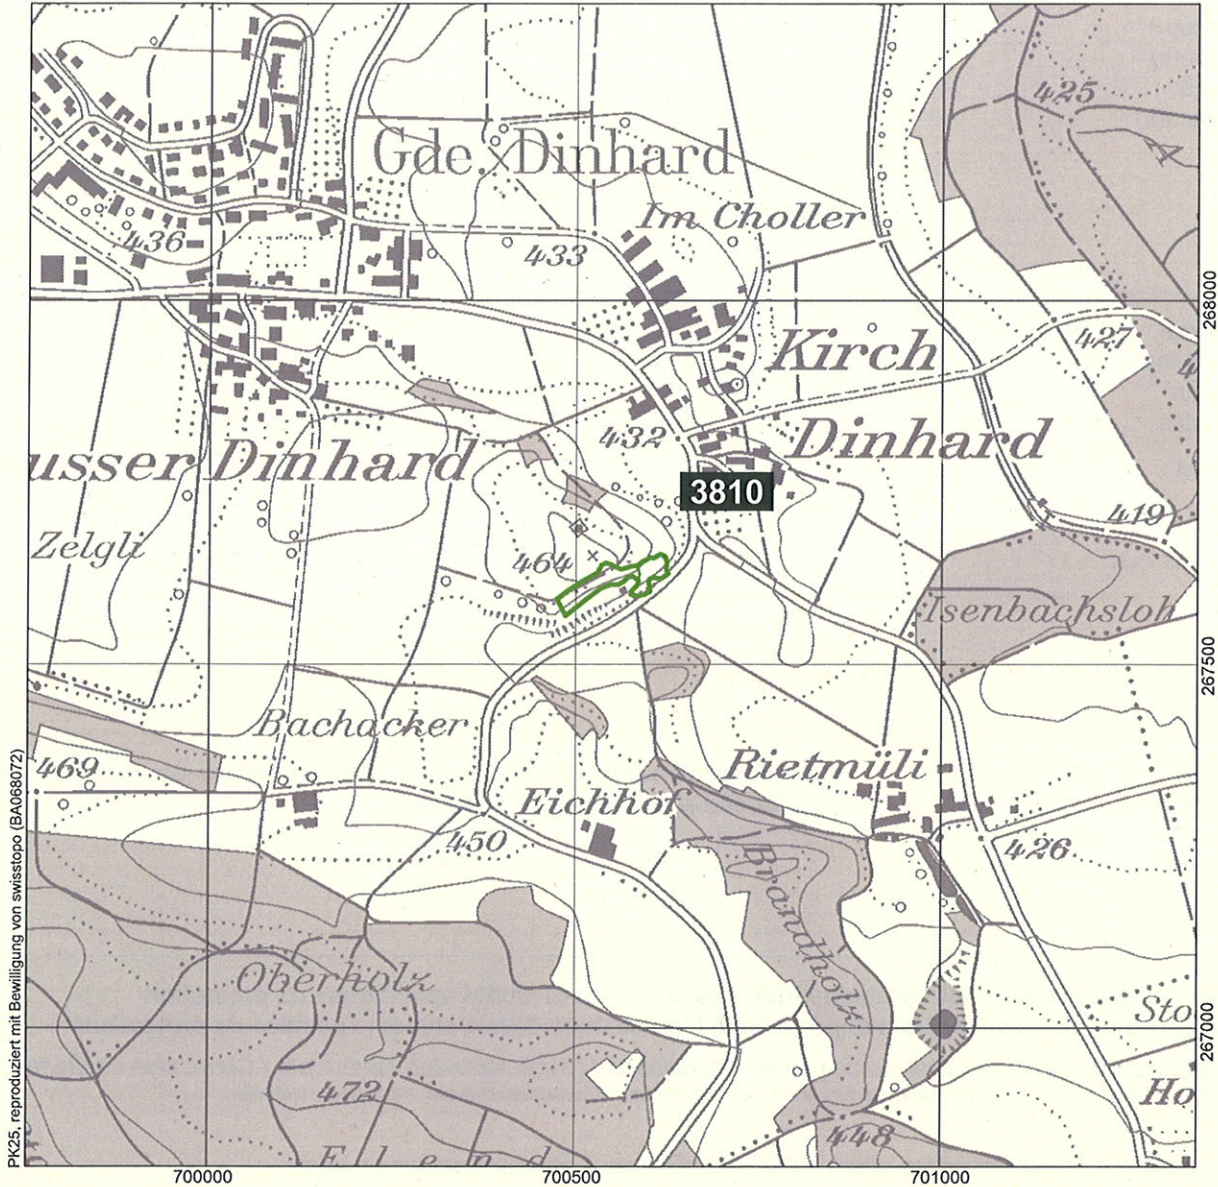 425
Gde Dinhard
Im Choller
436
433
268000
427
Kirch
Dinhard
432
usser Dinhard
3810
419
Zelgli
464
Isenbachsloh
267500
Bachacker
469
Rietmüli
Eichhof
450
426
Brandholz
Oberholz
Sto
267000
472
Ho
448
Elend
PK25, reproduziert mit Bewilligung von swisstopo (BA068072)
700000
700500
701000